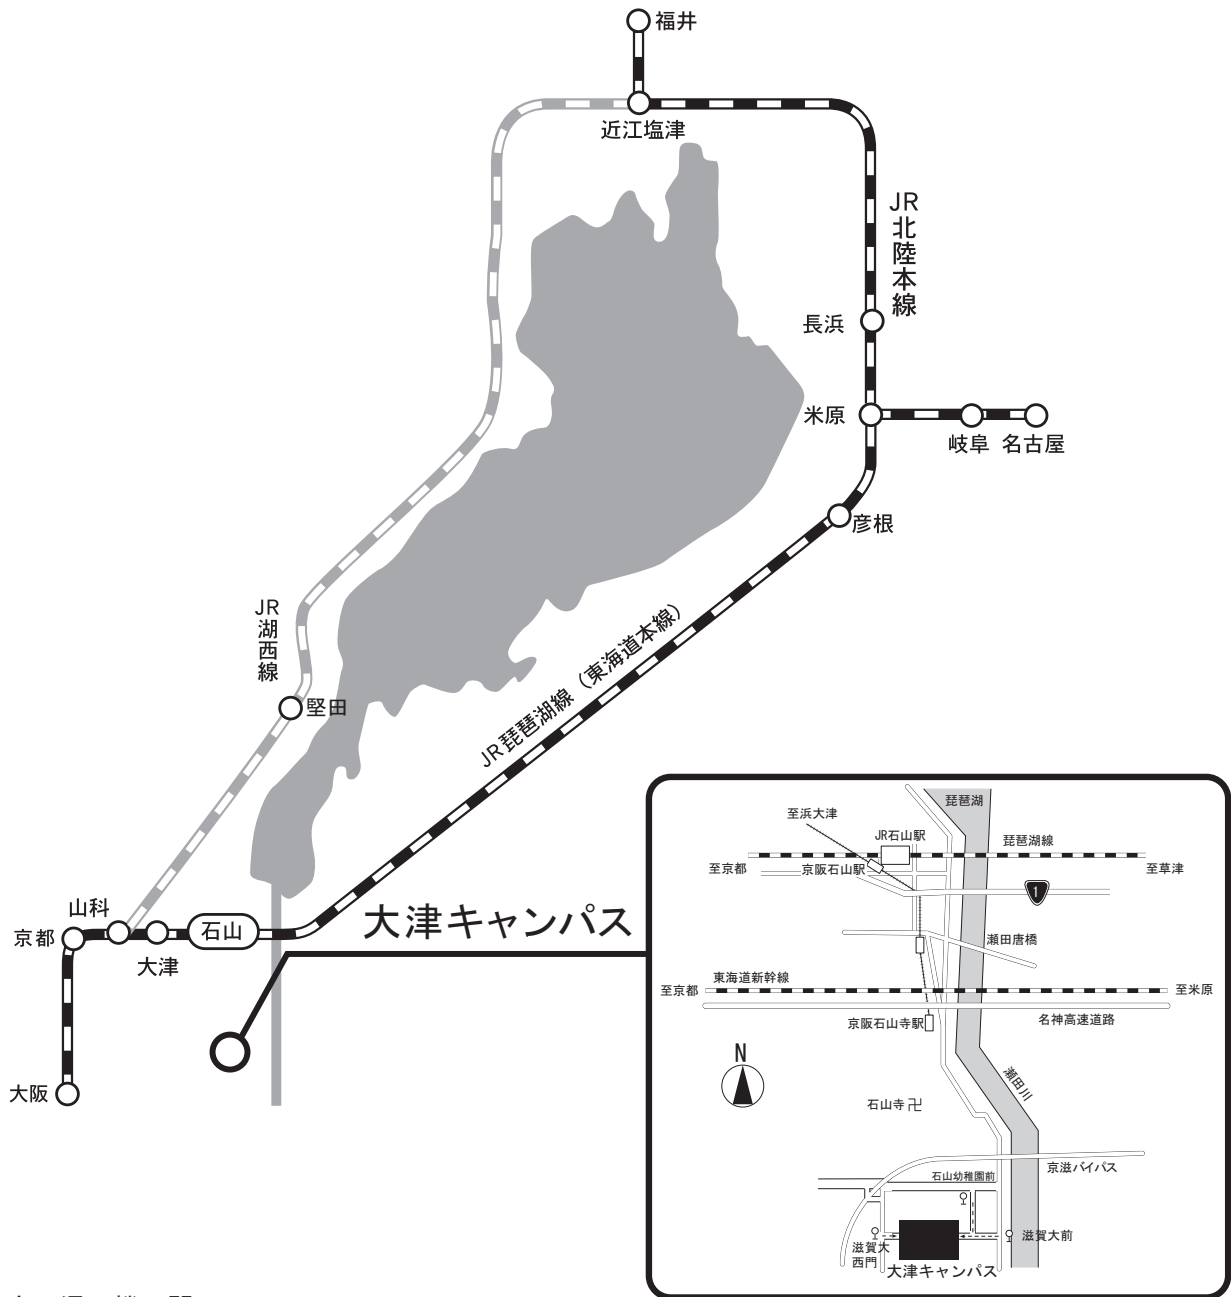 福井
近江塩津
JR北陸本線
長浜
米原
岐阜
名古屋
彦根
JR湖西線
堅田
JR琵琶湖線（東海道本線）
山科
京都
大津
石山
大阪
大津キャンパス
琵琶湖
至浜大津
JR石山駅
琵琶湖線
至京都
京阪石山駅
至草津
1
瀬田唐橋
東海道新幹線
至京都
至米原
京阪石山寺駅
名神高速道路
N
瀬田川
石山寺卍
京滋バイパス
石山幼稚園前
滋賀大
西門
滋賀大前
大津キャンパス